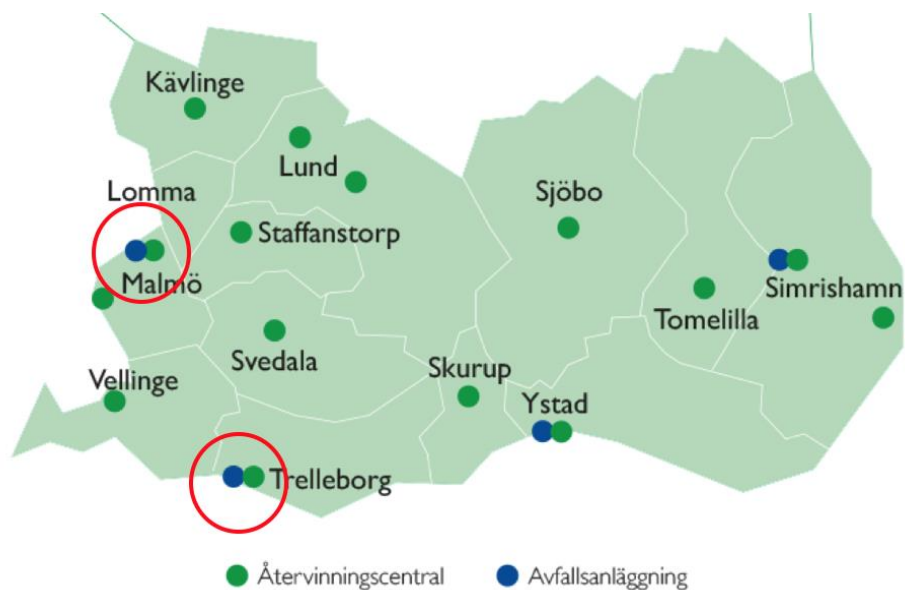 Kävlinge
Lund
Lomma
Sjöbo
Staffanstorp
Malmö
Simrishamn
Tomelilla
Svedala
Skurup
Vellinge
Ystad
Trelleborg
Återvinningscentral
Avfallsanläggning